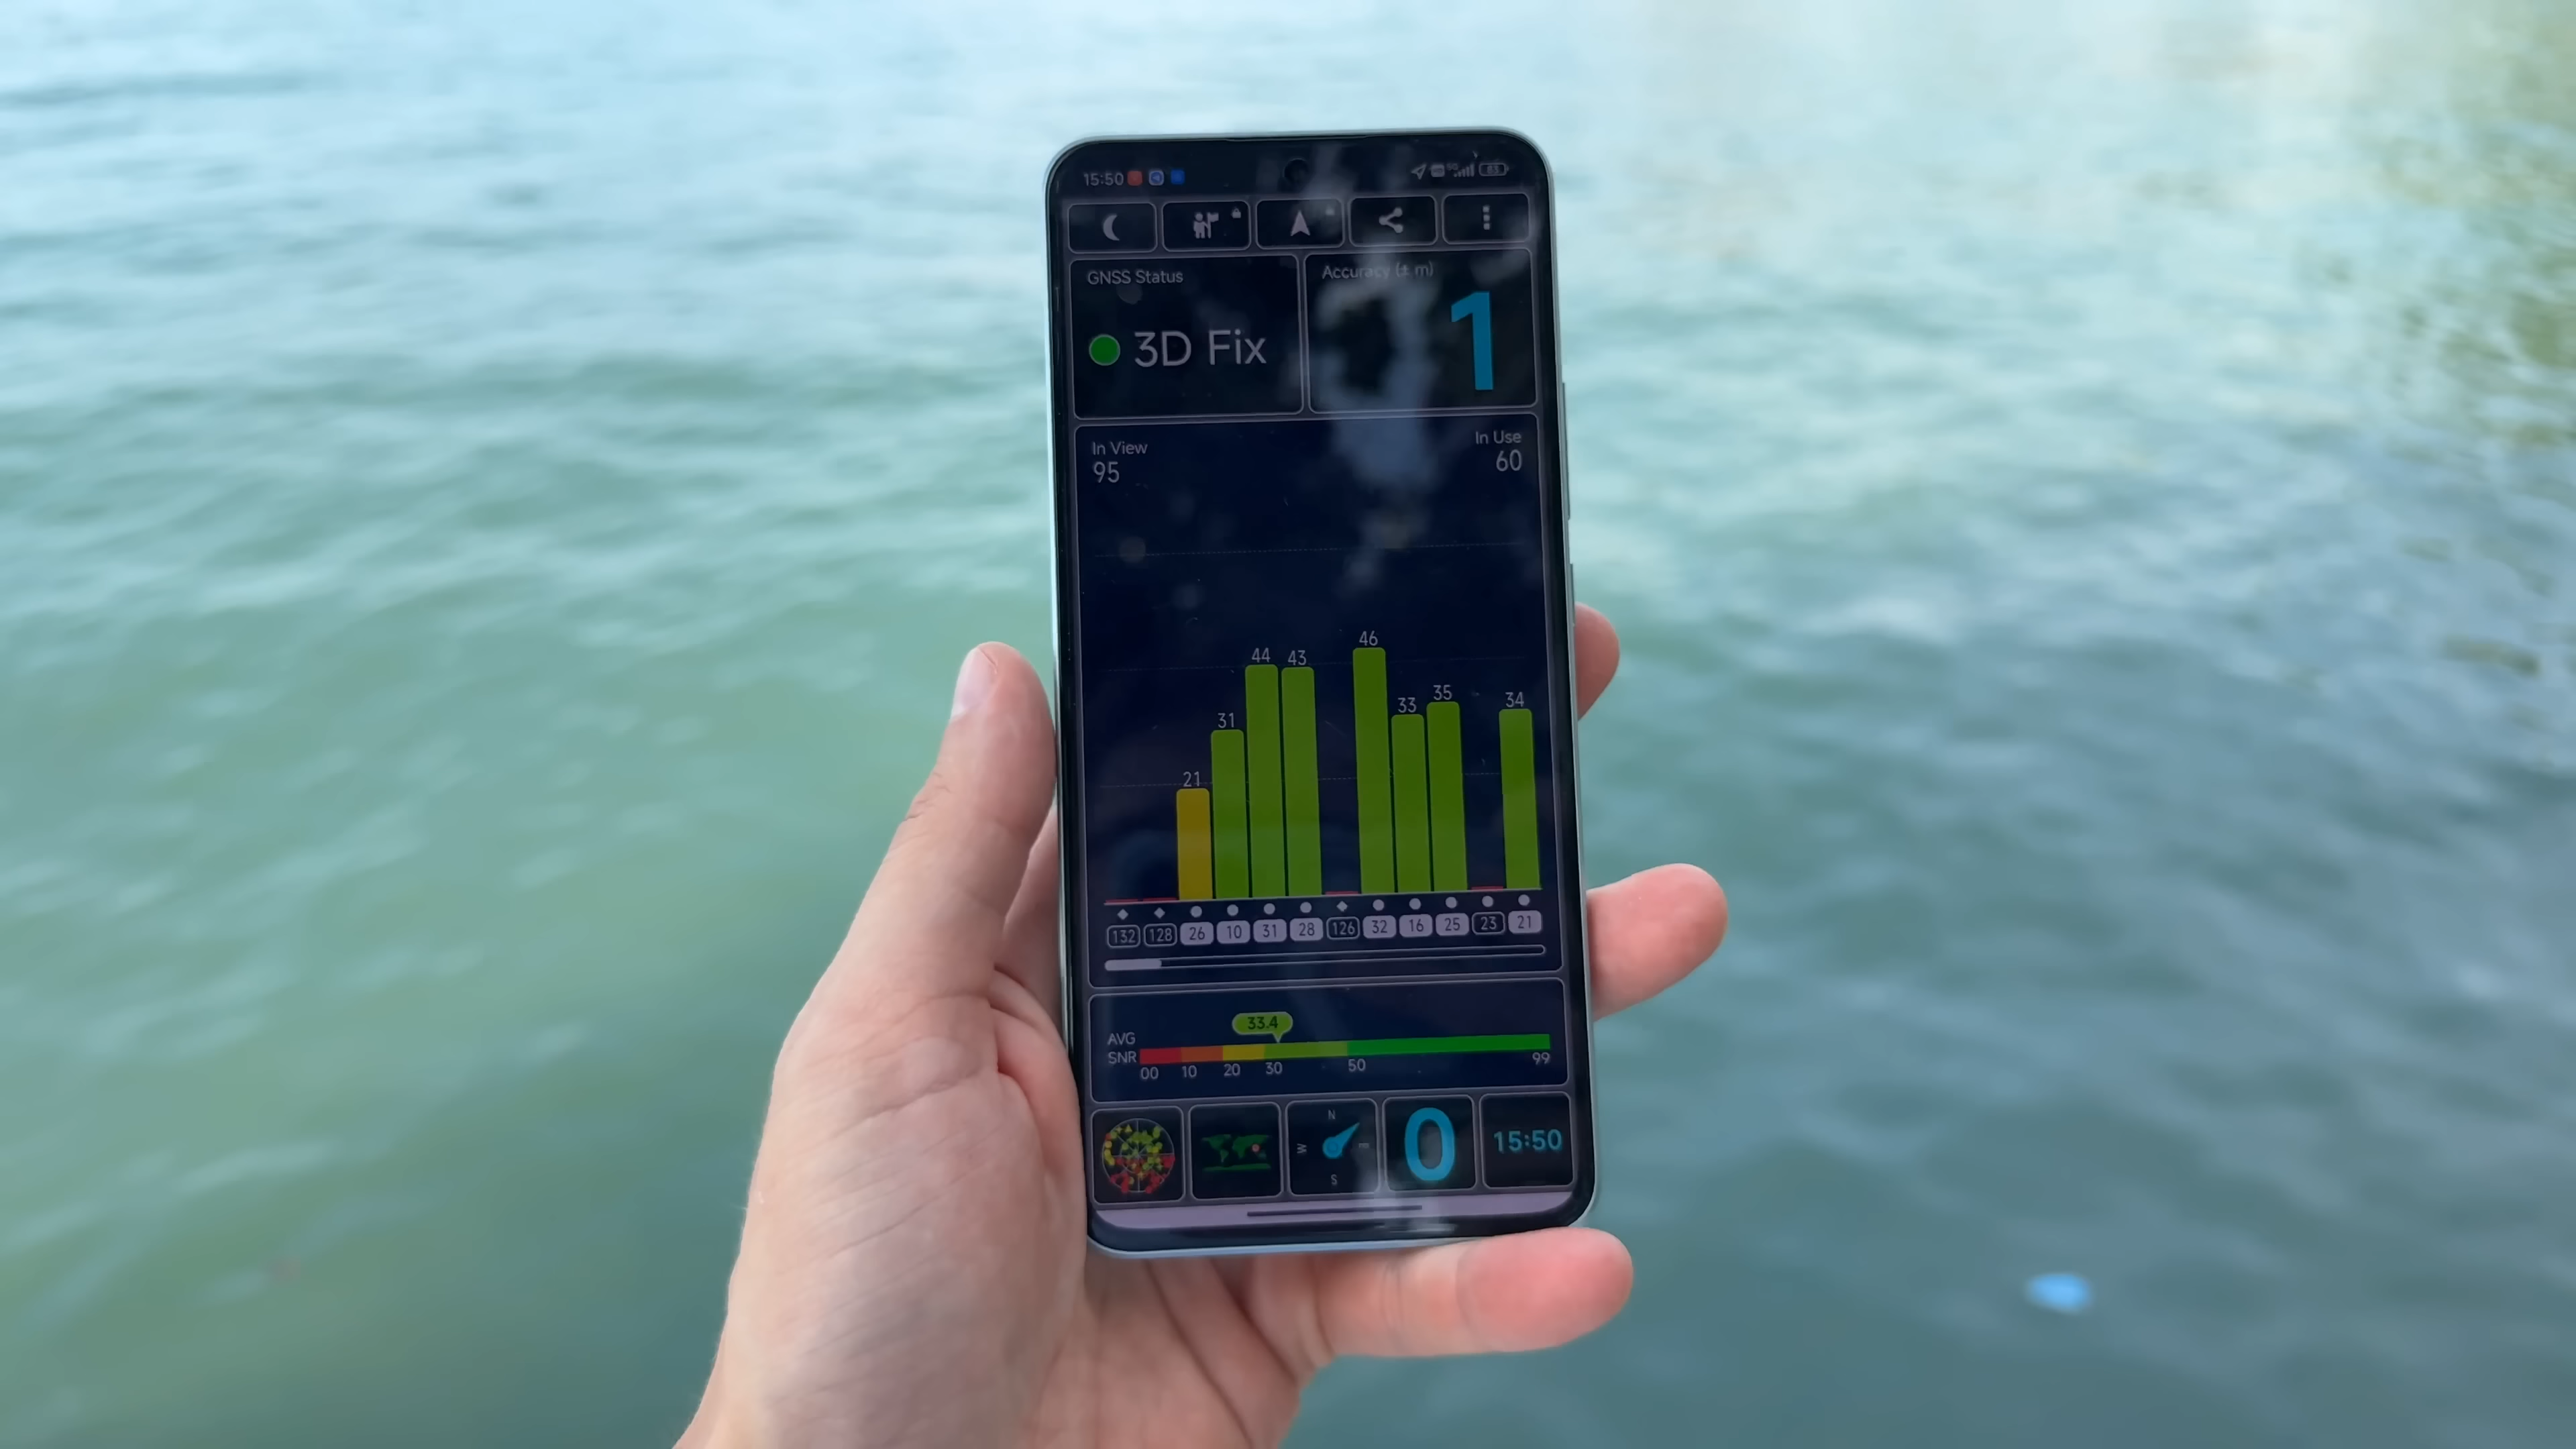 15:50
GNSS Status
Accuracy (± m)
3D Fix
1
In View
In Use
95
60
46
44
43
35
34
33
31
21
132 128 26 10 31 28 126 32 16 25 23 21
33.4
AVG
SNR
00 10 20 30 50 99
N
W
S
0
15:50